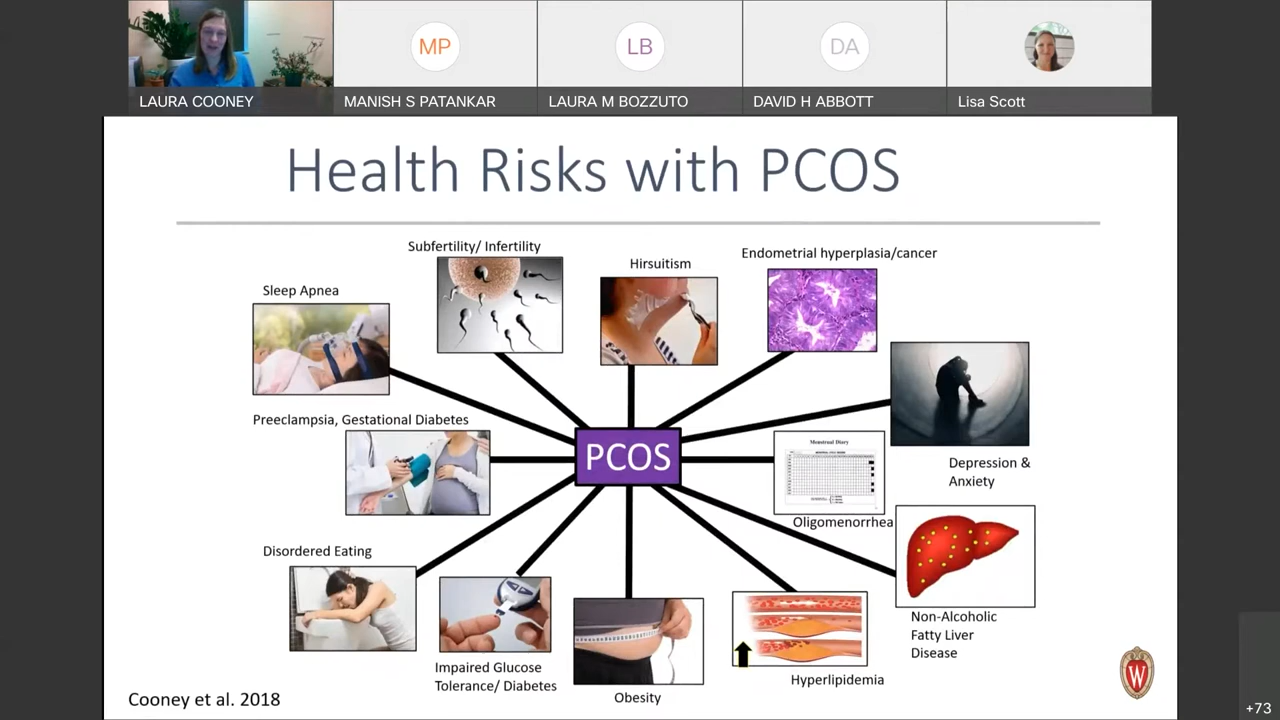 MP
LB
DA
LAURA COONEY
MANISH S PATANKAR
LAURA M BOZZUTO
DAVID H ABBOTT
Lisa Scott
Health Risks with PCOS
Subfertility/ Infertility
Hirsuitism
Endometrial hyperplasia/cancer
Sleep Apnea
Preeclampsia, Gestational Diabetes
PCOS
Menstrual Diary
Depression &
Anxiety
Oligomenorrhea
Disordered Eating
Impaired Glucose
Tolerance/ Diabetes
Obesity
Hyperlipidemia
Non-Alcoholic
Fatty Liver
Disease
W
Cooney et al. 2018
+73